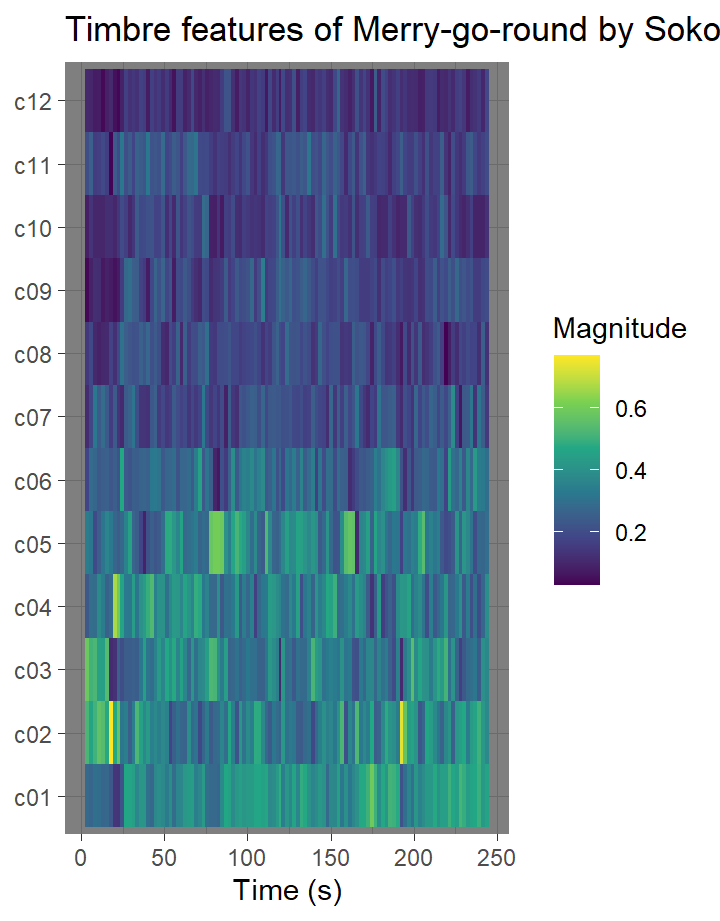 Timbre features of Merry-go-round by Soko
c12
c11
c10
c09
c08
c07
c06
c05
c04
c03
c02
c01
0 50 100 150 200 250
Time (s)
Magnitude
0.6
0.4
0.2